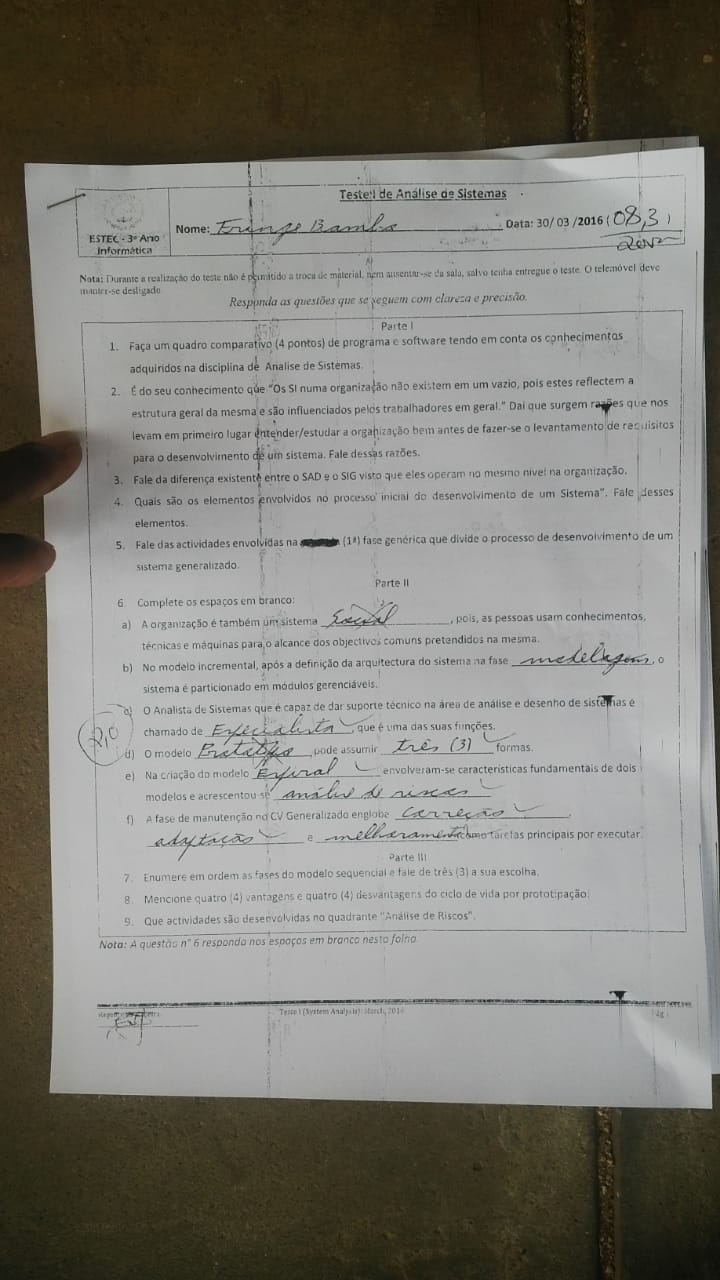 Teste I de Análise de Sistemas
ESTEC - 3º Ano
Informática
Nome: Bamba Data: 30/ 03 /2016 (08,3)
Nota: Durante a realização do teste não é permitido a troca de material, nem ausentar-se da sala, salvo tenha entregue o teste. O telemóvel deve
manter-se desligado
Responda as questões que se seguem com clareza e precisão.
Parte I
1. Faça um quadro comparativo (4 pontos) de programa e software tendo em conta os conhecimentos
adquiridos na disciplina de Analise de Sistemas.
2. É do seu conhecimento que "Os SI numa organização não existem em um vazio, pois estes reflectem a
estrutura geral da mesma e são influenciados pelos trabalhadores em geral." Dai que surgem razões que nos
levam em primeiro lugar entender/estudar a organização bem antes de fazer-se o levantamento de requisitos
para o desenvolvimento de um sistema. Fale dessas razões.
3. Fale da diferença existente entre o SAD e o SIG visto que eles operam no mesmo nivel na organização.
4. Quais são os elementos envolvidos no processo inicial do desenvolvimento de um Sistema". Fale desses
elementos.
5. Fale das actividades envolvidas na (1ª) fase genérica que divide o processo de desenvolvimento de um
sistema generalizado.
Parte II
6. Complete os espaços em branco:
a) A organização é também um sistema Social, pois, as pessoas usam conhecimentos,
técnicas e máquinas para o alcance dos objectivos comuns pretendidos na mesma.
b) No modelo incremental, após a definição da arquitectura do sistema na fase modelagem, o
sistema é particionado em módulos gerenciáveis.
c) O Analista de Sistemas que é capaz de dar suporte técnico na área de análise e desenho de sistemas é
2,0 chamado de Especialista, que é uma das suas funções.
d) O modelo pode assumir três (3) formas.
e) Na criação do modelo Espiral envolveram-se características fundamentais de dois
modelos e acrescentou-se análise de riscos
f) A fase de manutenção no CV Generalizado englobe correção,
adaptação e melhoramento como tarefas principais por executar.
Parte III
7. Enumere em ordem as fases do modelo sequencial e fale de três (3) a sua escolha.
8. Mencione quatro (4) vantagens e quatro (4) desvantagens do ciclo de vida por prototipação.
9. Que actividades são desenvolvidas no quadrante "Análise de Riscos".
Nota: A questão nº 6 responda nos espaços em branco nesta folha
Teste I (System Analysis): March, 2016